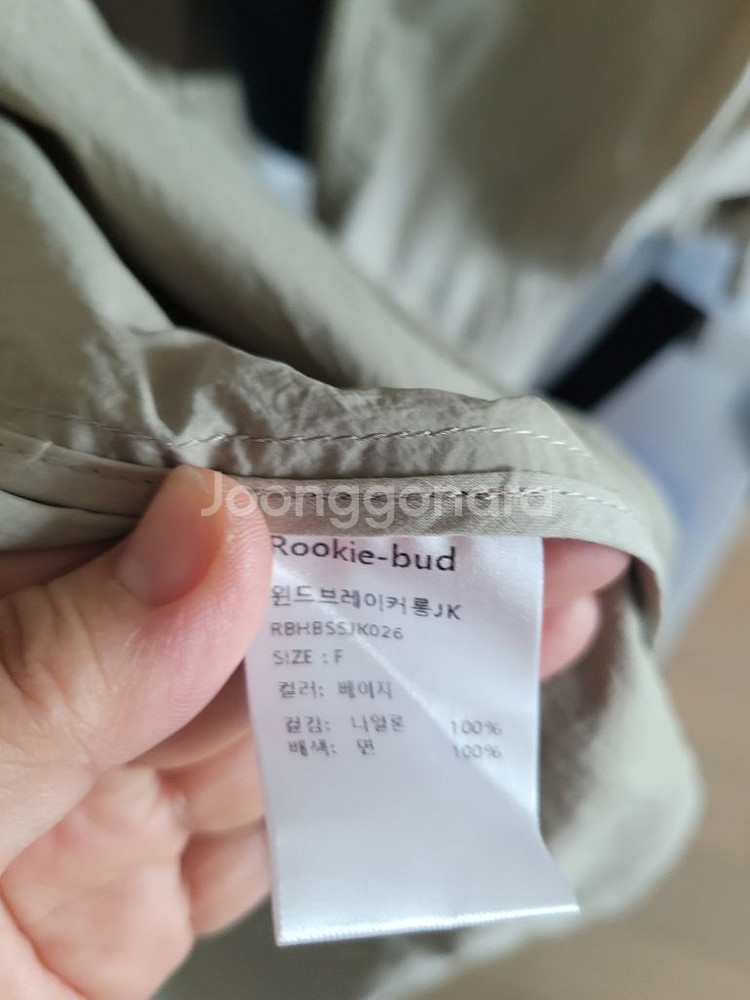 Joonggonara
Rookie-bud
윈드브레이커롱JK
RBHBSSJK026
SIZE : F
컬러: 베이지
겉감: 나일론 100%
배색: 면 100%